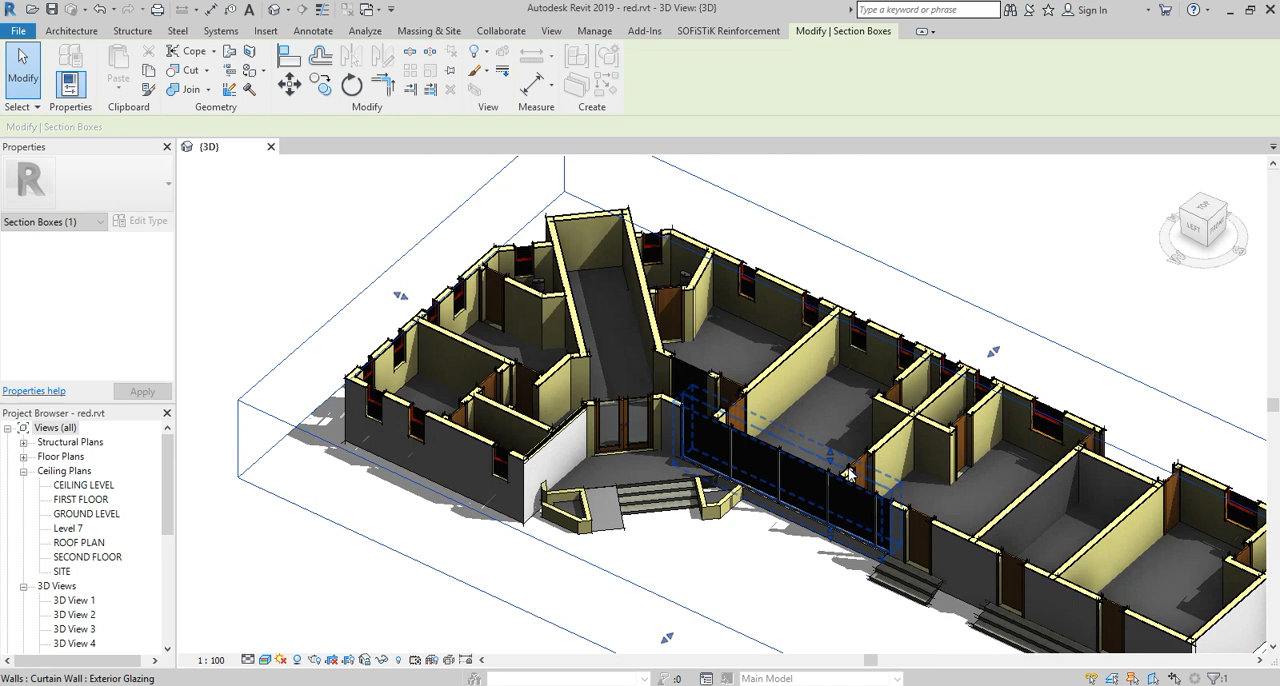 Autodesk Revit 2019 - red.rvt - 3D View: {3D}
Type a keyword or phrase
Sign In
File Architecture Structure Steel Systems Insert Annotate Analyze Massing & Site Collaborate View Manage Add-Ins SOFiSTiK Reinforcement Modify | Section Boxes
Modify
Paste
Cope
Cut
Join
Select Properties Clipboard Geometry Modify View Measure Create
Modify | Section Boxes
Properties
{3D}
R
Section Boxes (1)
Edit Type
Properties help
Apply
Project Browser - red.rvt
Views (all)
Structural Plans
Floor Plans
Ceiling Plans
CEILING LEVEL
FIRST FLOOR
GROUND LEVEL
Level 7
ROOF PLAN
SECOND FLOOR
SITE
3D Views
3D View 1
3D View 2
3D View 3
3D View 4
TOP
LEFT
1 : 100
Walls : Curtain Wall : Exterior Glazing
:0
Main Model
:1